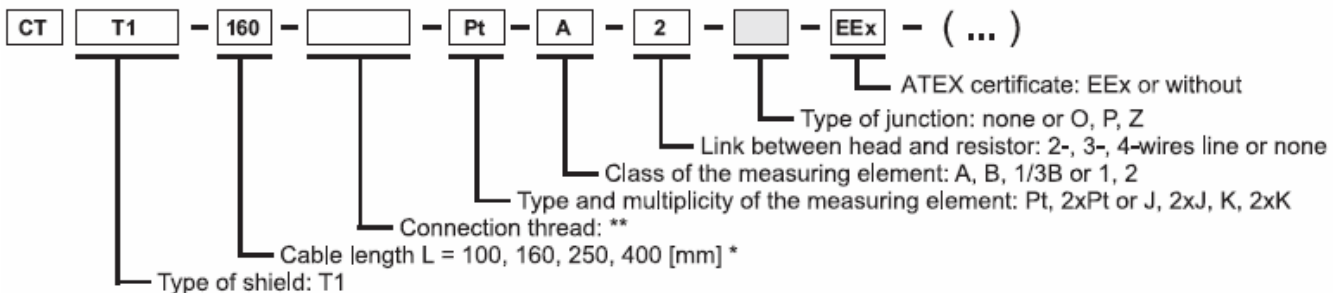 CT T1 – 160 – – Pt – A – 2 – – EEx – (...)
ATEX certificate: EEx or without
Type of junction: none or O, P, Z
Link between head and resistor: 2-, 3-, 4-wires line or none
Class of the measuring element: A, B, 1/3B or 1, 2
Type and multiplicity of the measuring element: Pt, 2xPt or J, 2xJ, K, 2xK
Connection thread: **
Cable length L = 100, 160, 250, 400 [mm] *
Type of shield: T1